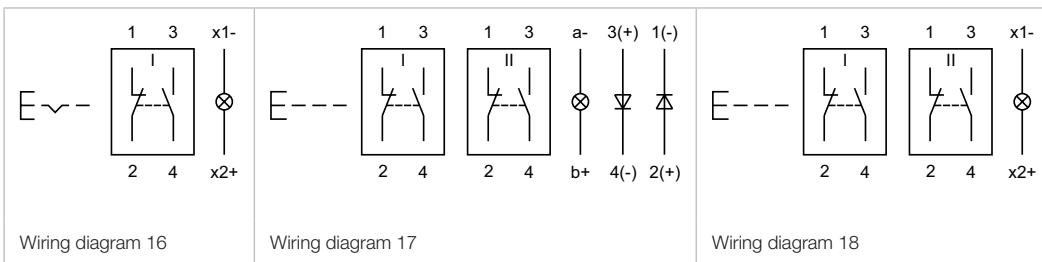 1 3 x1-
I
2 4 x2+
Wiring diagram 16
1 3 1 3 a- 3(+) 1(-)
I II
2 4 2 4 b+ 4(-) 2(+)
Wiring diagram 17
1 3 1 3 x1-
I II
2 4 2 4 x2+
Wiring diagram 18